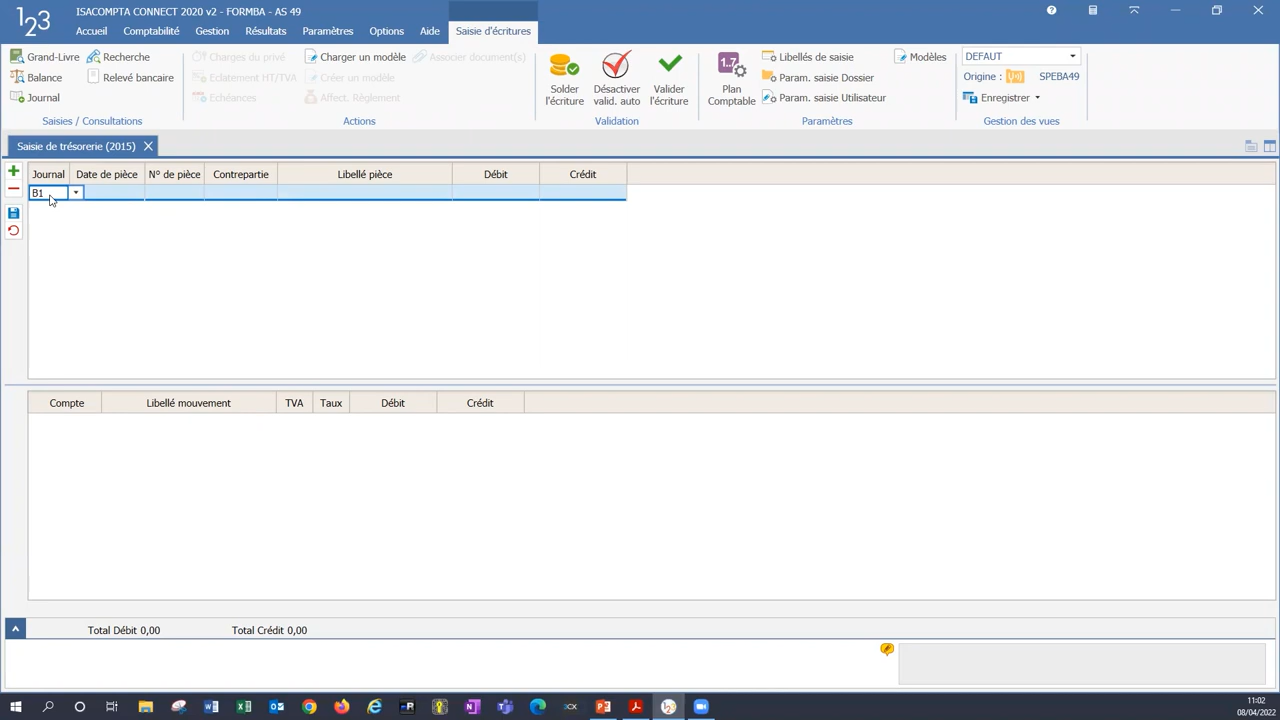 123
ISACOMPTA CONNECT 2020 v2 - FORMBA - AS 49
Accueil Comptabilité Gestion Résultats Paramètres Options Aide Saisie d'écritures
Grand-Livre Recherche Charges du privé Charger un modèle Associer document(s) Libellés de saisie Modèles DEFAUT
Balance Relevé bancaire Eclatement HT/TVA Créer un modèle Param. saisie Dossier Origine : SPEBA49
Journal Echéances Affect. Règlement Param. saisie Utilisateur Enregistrer
Solder l'écriture
Désactiver valid. auto
Valider l'écriture
1.7
Plan Comptable
Saisies / Consultations Actions Validation Paramètres Gestion des vues
Saisie de trésorerie (2015)
Journal Date de pièce N° de pièce Contrepartie Libellé pièce Débit Crédit
B1
Compte Libellé mouvement TVA Taux Débit Crédit
Total Débit 0,00 Total Crédit 0,00
11:02
08/04/2022